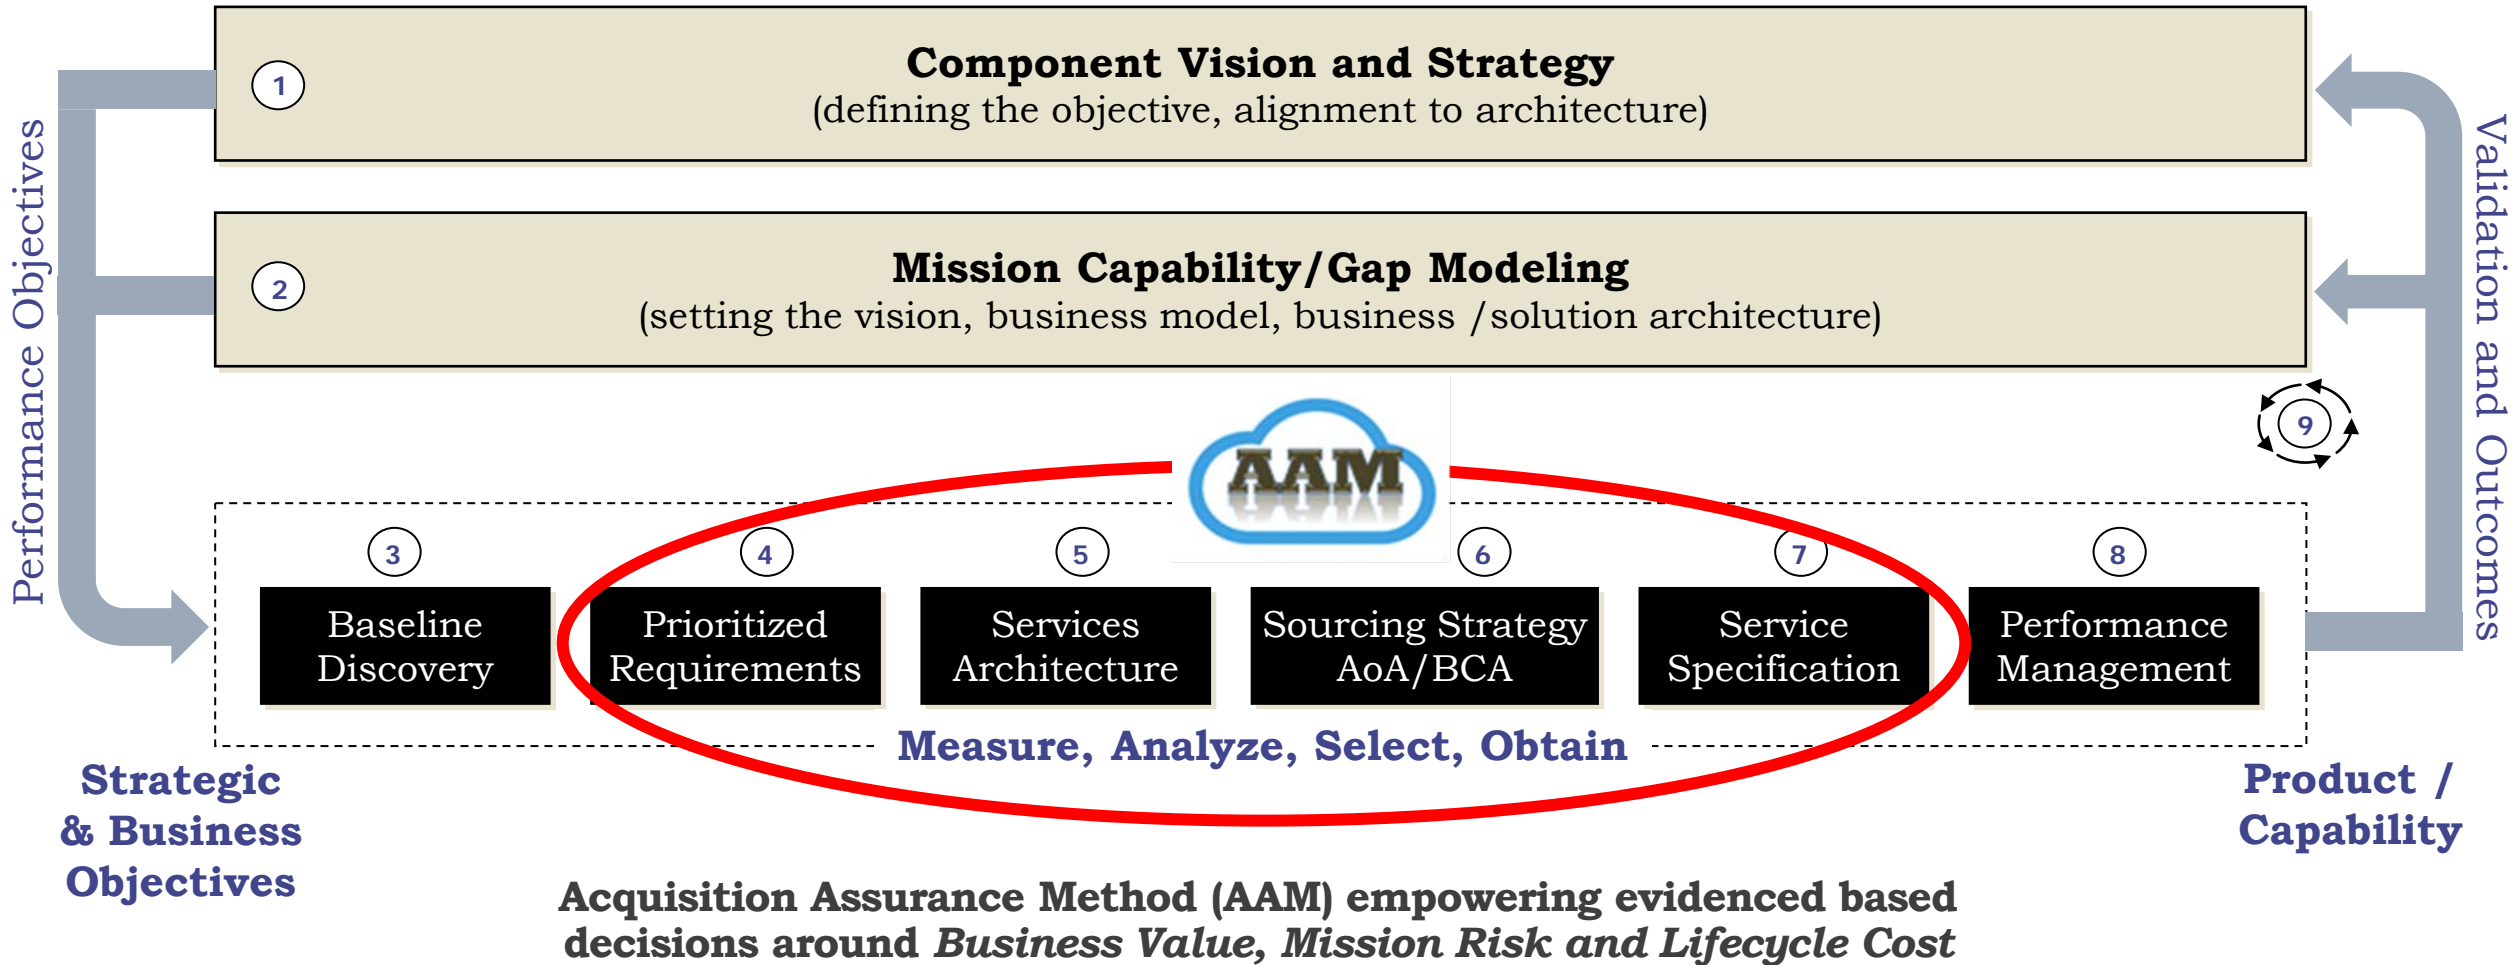 1
Component Vision and Strategy
(defining the objective, alignment to architecture)
2
Mission Capability/Gap Modeling
(setting the vision, business model, business /solution architecture)
Performance Objectives
Validation and Outcomes
9
AAM
3
Baseline
Discovery
4
Prioritized
Requirements
5
Services
Architecture
6
Sourcing Strategy
AoA/BCA
7
Service
Specification
8
Performance
Management
Measure, Analyze, Select, Obtain
Strategic
& Business
Objectives
Product /
Capability
Acquisition Assurance Method (AAM) empowering evidenced based
decisions around Business Value, Mission Risk and Lifecycle Cost